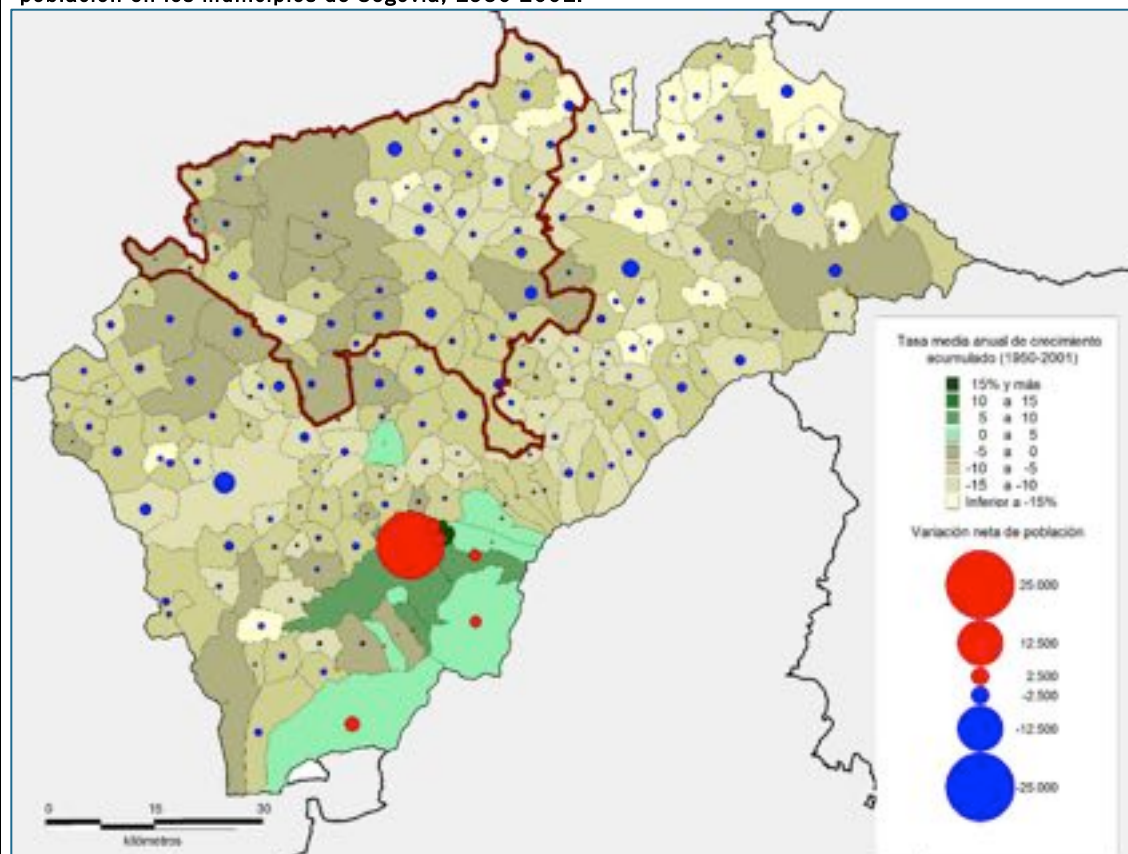 población en los municipios de Segovia, 1950-2001.
Tasa media anual de crecimiento
acumulado (1950-2001)
15% y más
10 a 15
5 a 10
0 a 5
-5 a 0
-10 a -5
-15 a -10
Inferior a -15%
Variación neta de población
25.000
12.500
2.500
-2.500
-12.500
-25.000
0 15 30
kilómetros